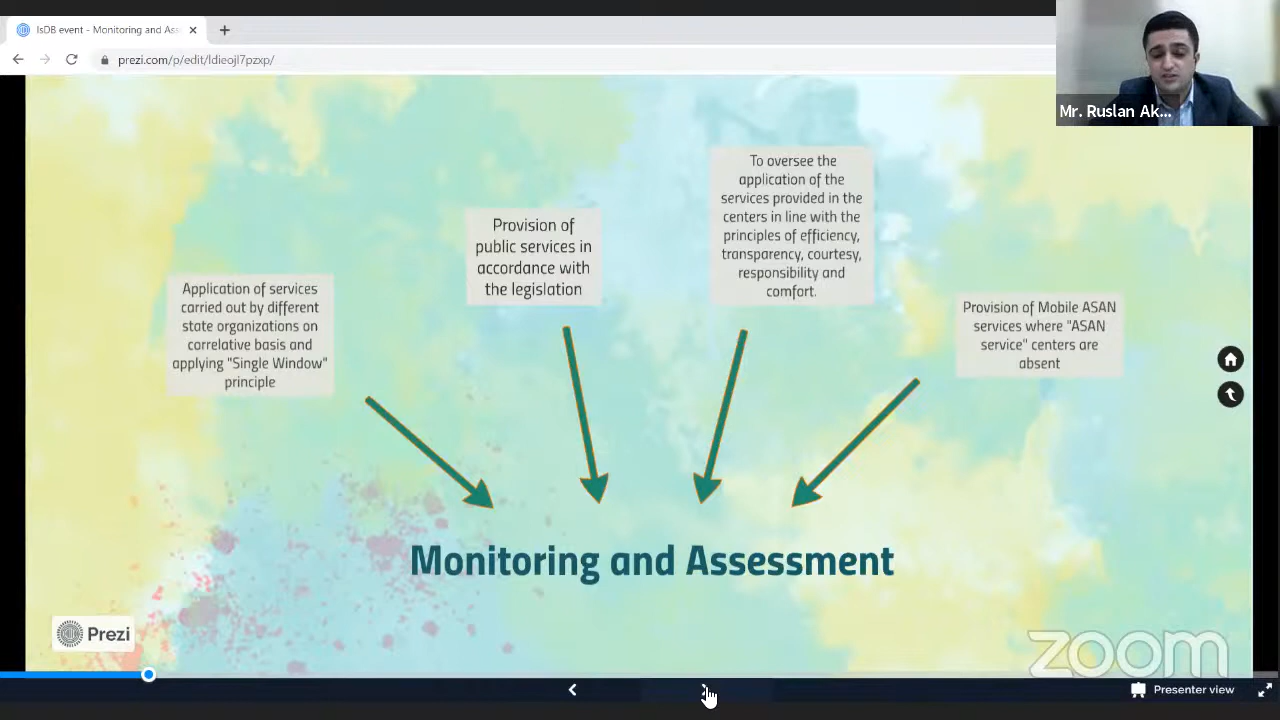 IsDB event - Monitoring and Ass
prezi.com/p/edit/ldieojl7pzxp/
Mr. Ruslan Ak...
To oversee the
application of the
services provided in the
centers in line with the
principles of efficiency,
transparency, courtesy,
responsibility and
comfort.
Provision of
public services in
accordance with
the legislation
Application of services
carried out by different
state organizations on
correlative basis and
applying "Single Window"
principle
Provision of Mobile ASAN
services where "ASAN
service" centers are
absent
Monitoring and Assessment
Prezi
zoom
Presenter view